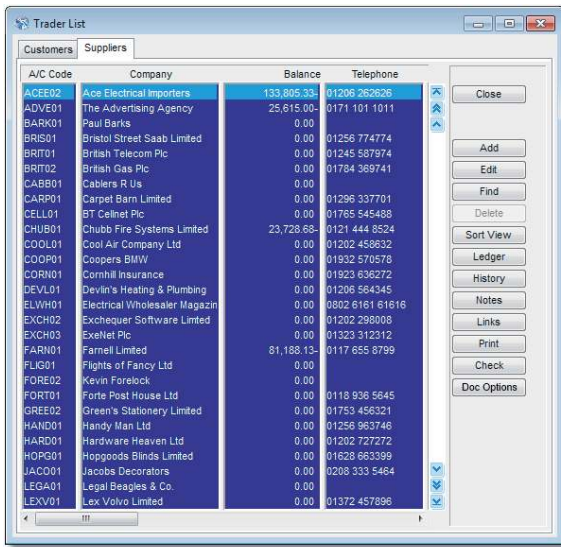 Trader List
Customers Suppliers
A/C Code Company Balance Telephone
ACEE02 Ace Electrical Importers 133,805.33- 01206 262626
ADVE01 The Advertising Agency 25,615.00- 0171 101 1011
BARK01 Paul Barks 0.00
BRIS01 Bristol Street Saab Limited 0.00 01256 774774
BRIT01 British Telecom Plc 0.00 01245 587974
BRIT02 British Gas Plc 0.00 01784 369741
CABB01 Cablers R Us 0.00
CARP01 Carpet Barn Limited 0.00 01296 337701
CELL01 BT Cellnet Plc 0.00 01765 545488
CHUB01 Chubb Fire Systems Limited 23,728.68- 0121 444 8524
COOL01 Cool Air Company Ltd 0.00 01202 458632
COOP01 Coopers BMW 0.00 01932 570578
CORN01 Cornhill Insurance 0.00 01923 636272
DEVL01 Devlin's Heating & Plumbing 0.00 01206 564345
ELWH01 Electrical Wholesaler Magazin 0.00 0802 6161 61616
EXCH02 Exchequer Software Limted 0.00 01202 298008
EXCH03 ExeNet Plc 0.00 01323 312312
FARN01 Farnell Limited 81,188.13- 0117 655 8799
FLIG01 Flights of Fancy Ltd 0.00
FORE02 Kevin Forelock 0.00
FORT01 Forte Post House Ltd 0.00 0118 936 5645
GREE02 Green's Stationery Limited 0.00 01753 456321
HAND01 Handy Man Ltd 0.00 01256 963746
HARD01 Hardware Heaven Ltd 0.00 01202 727272
HOPG01 Hopgoods Blinds Limited 0.00 01628 663399
JACO01 Jacobs Decorators 0.00 0208 333 5464
LEGA01 Legal Beagles & Co. 0.00
LEXV01 Lex Volvo Limited 0.00 01372 457896
Close
Add
Edit
Find
Delete
Sort View
Ledger
History
Notes
Links
Print
Check
Doc Options